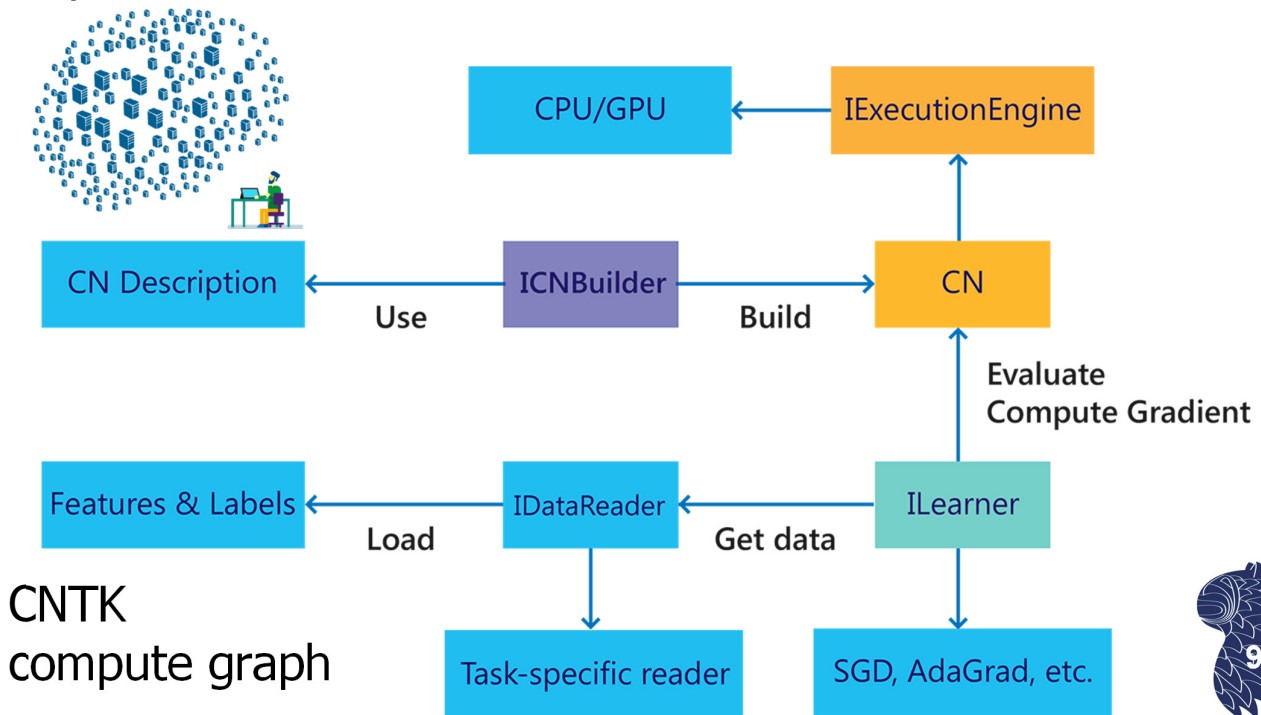 CPU/GPU
IExecutionEngine
CN Description
ICNBuilder
CN
Use
Build
Evaluate
Compute Gradient
Features & Labels
IDataReader
ILearner
Load
Get data
CNTK
compute graph
Task-specific reader
SGD, AdaGrad, etc.
9